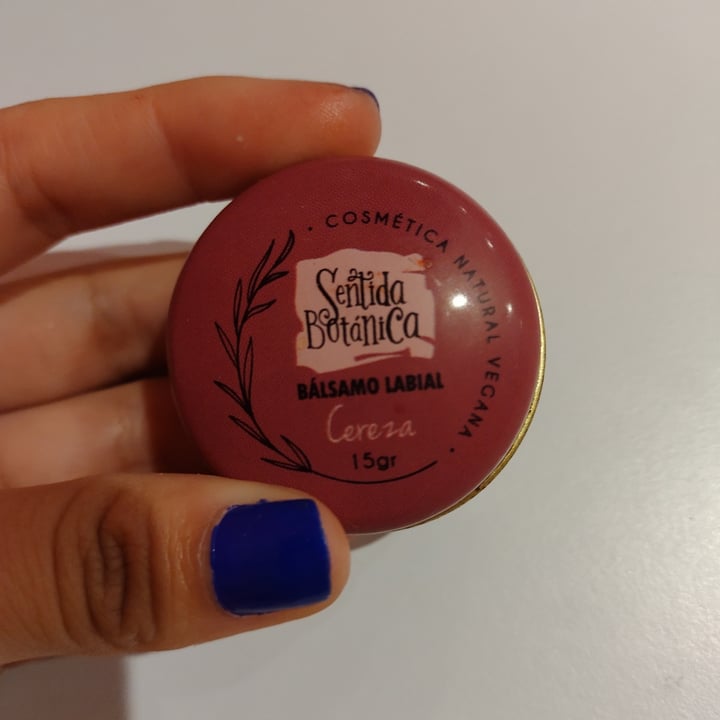 · COSMÉTICA NATURAL VEGANA ·
Sentida
Botánica
BÁLSAMO LABIAL
Cereza
15gr